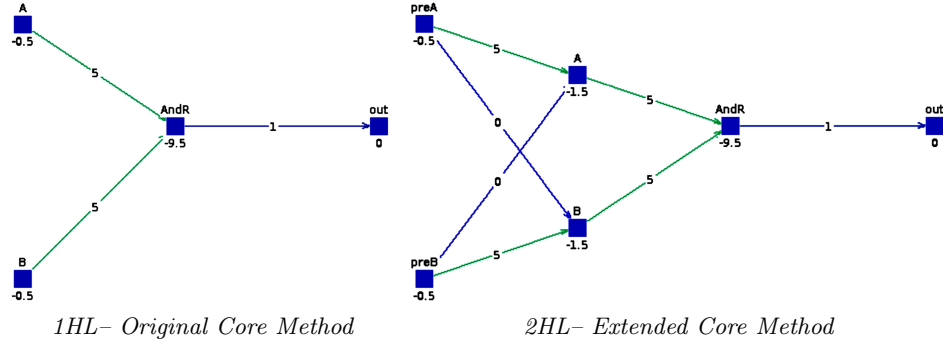 A
-0.5
5
AndR
-9.5
1
out
0
5
B
-0.5
1HL– Original Core Method
preA
-0.5
5
A
-1.5
0
5
AndR
-9.5
1
out
0
0
5
B
-1.5
5
preB
-0.5
2HL– Extended Core Method